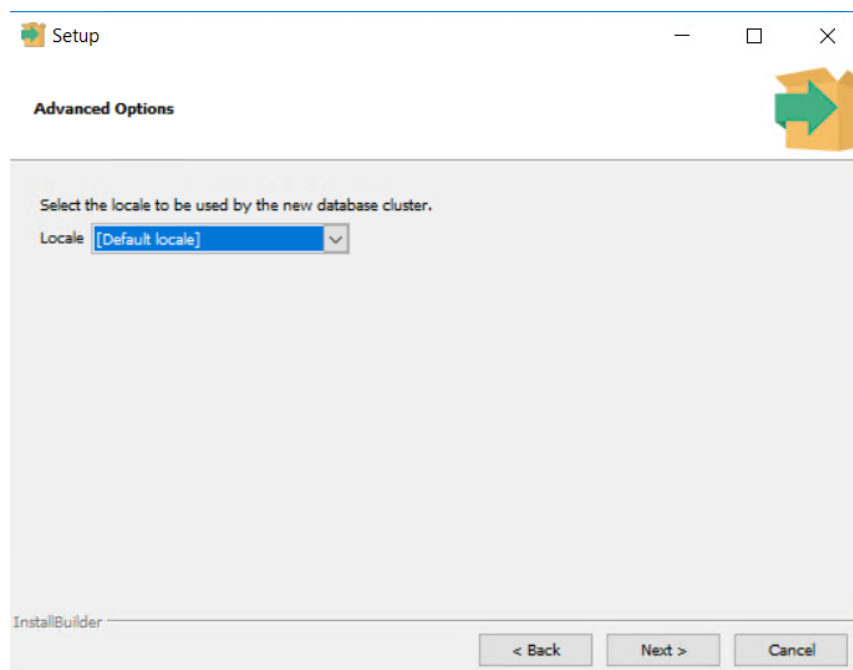 Setup
Advanced Options
Select the locale to be used by the new database cluster.
Locale [Default locale]
InstallBuilder
< Back Next > Cancel